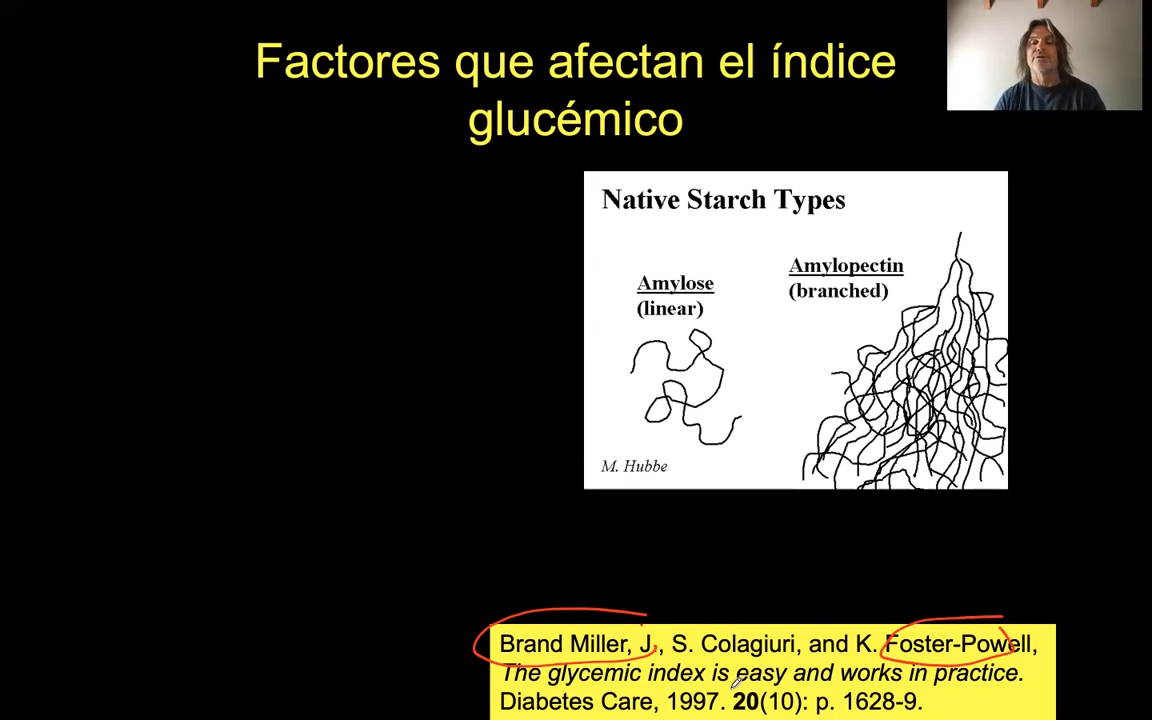 Factores que afectan el índice
glucémico
Native Starch Types
Amylose
(linear)
Amylopectin
(branched)
M. Hubbe
Brand Miller, J., S. Colagiuri, and K. Foster-Powell,
The glycemic index is easy and works in practice.
Diabetes Care, 1997. 20(10): p. 1628-9.